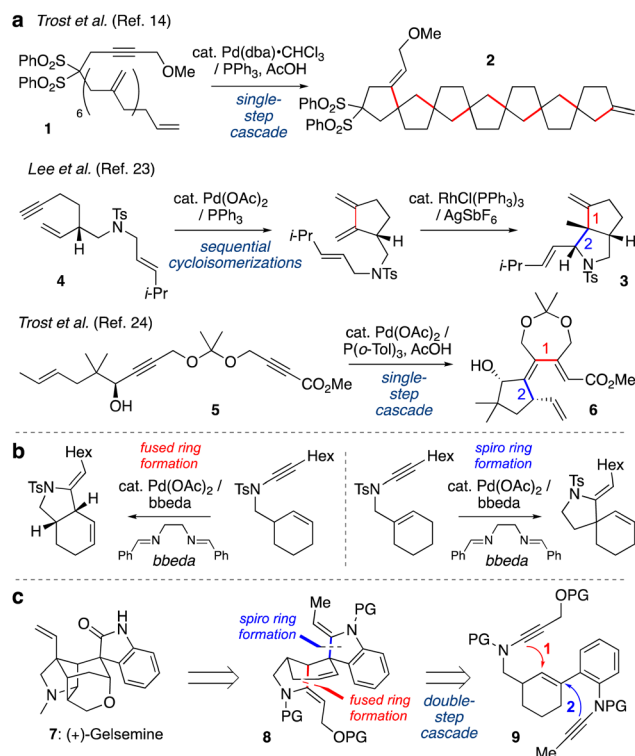 a
Trost et al. (Ref. 14)
PhO2S
PhO2S
OMe
6
1
cat. Pd(dba)•CHCl3
/ PPh3, AcOH
single-
step
cascade
OMe
2
PhO2S
PhO2S
Lee et al. (Ref. 23)
Ts
N
H
i-Pr
4
cat. Pd(OAc)2
/ PPh3
sequential
cycloisomerizations
i-Pr
H
NTs
cat. RhCl(PPh3)3
/ AgSbF6
1
2
H
H
i-Pr
N
Ts
3
Trost et al. (Ref. 24)
O
O
OH
CO2Me
5
cat. Pd(OAc)2 /
P(o-Tol)3, AcOH
single-
step
cascade
O
O
1
HO
2
CO2Me
6
b
Hex
TsN
H
H
fused ring
formation
cat. Pd(OAc)2 /
bbeda
Ph
N
N
Ph
bbeda
Hex
NTs
Hex
NTs
spiro ring
formation
cat. Pd(OAc)2 /
bbeda
Ph
N
N
Ph
bbeda
Hex
Ts
N
c
O
H
N
N
Me
O
7: (+)-Gelsemine
Me
PG
N
spiro ring
formation
N
PG
fused ring
formation
8
OPG
double-
step
cascade
OPG
PG
N
1
2
NPG
9
Me